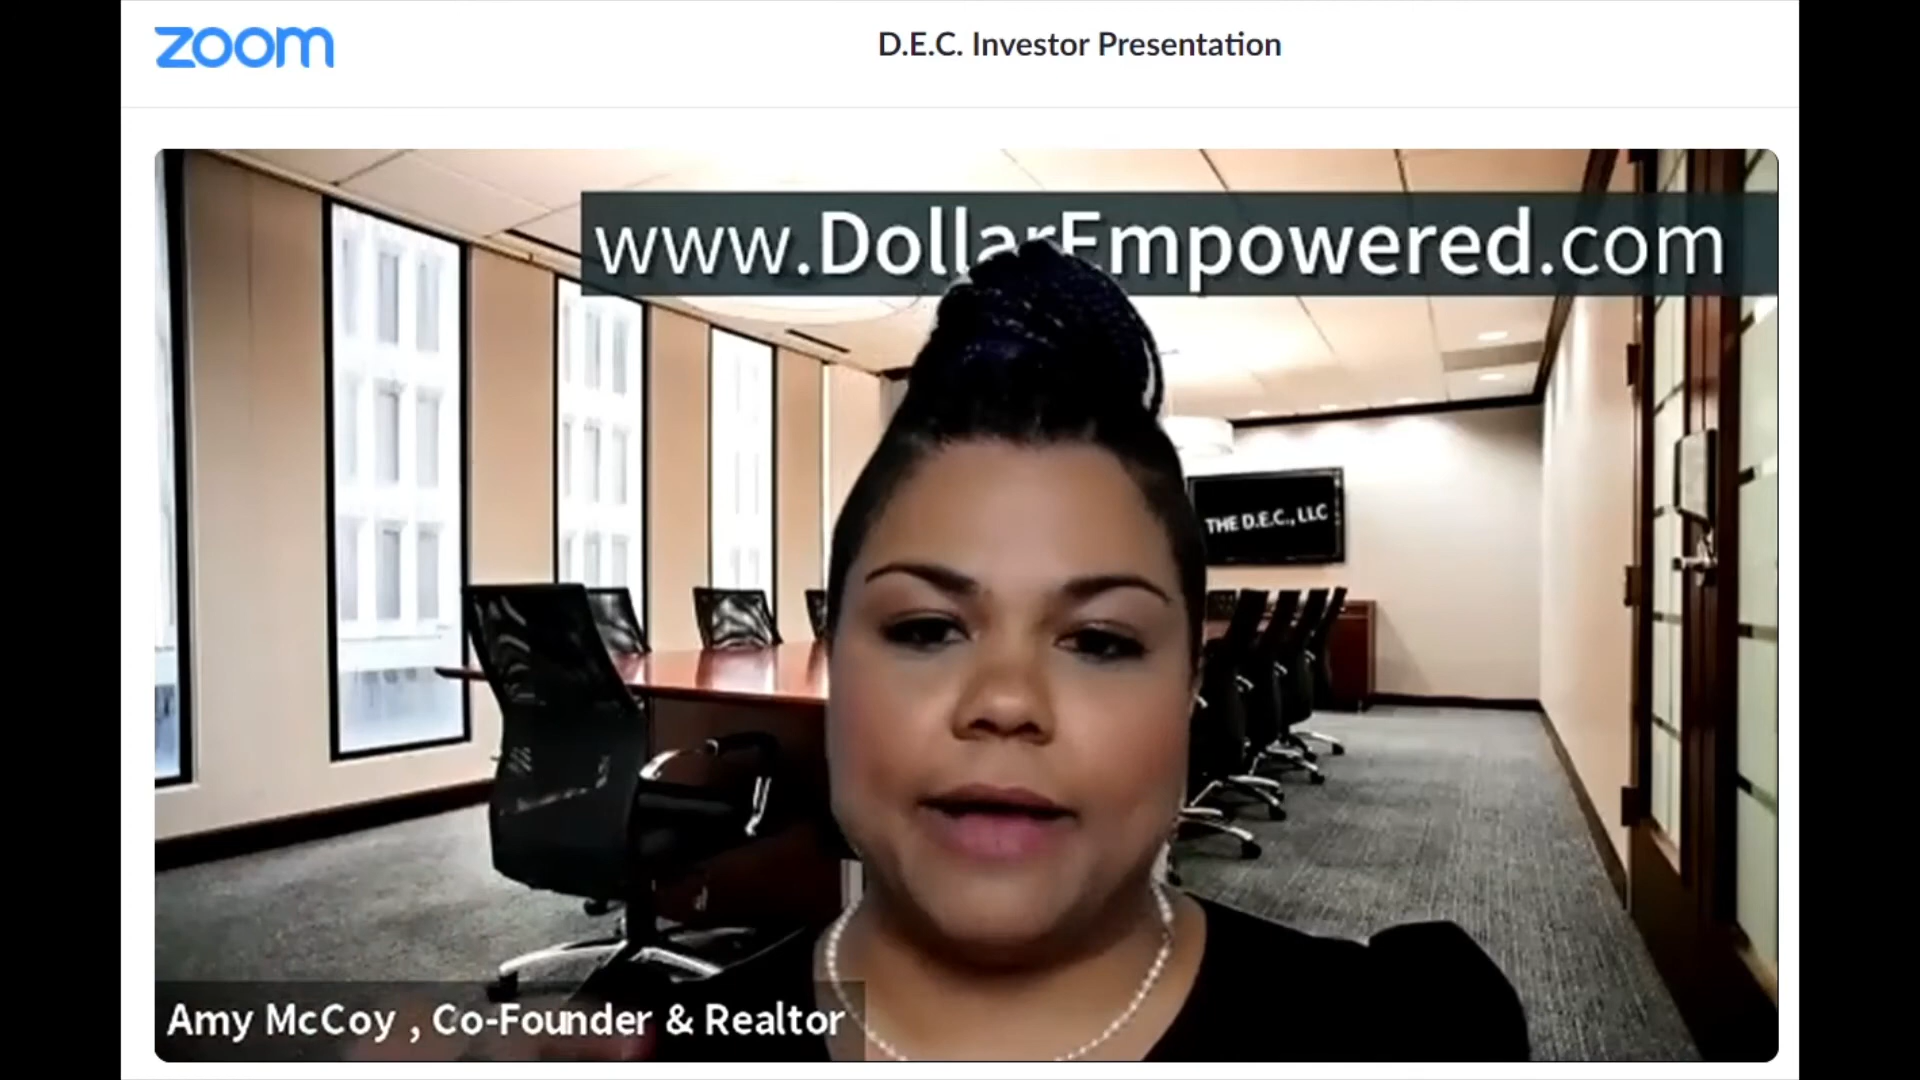 zoom
D.E.C. Investor Presentation
www.DollarEmpowered.com
THE D.E.C., LLC
Amy McCoy , Co-Founder & Realtor